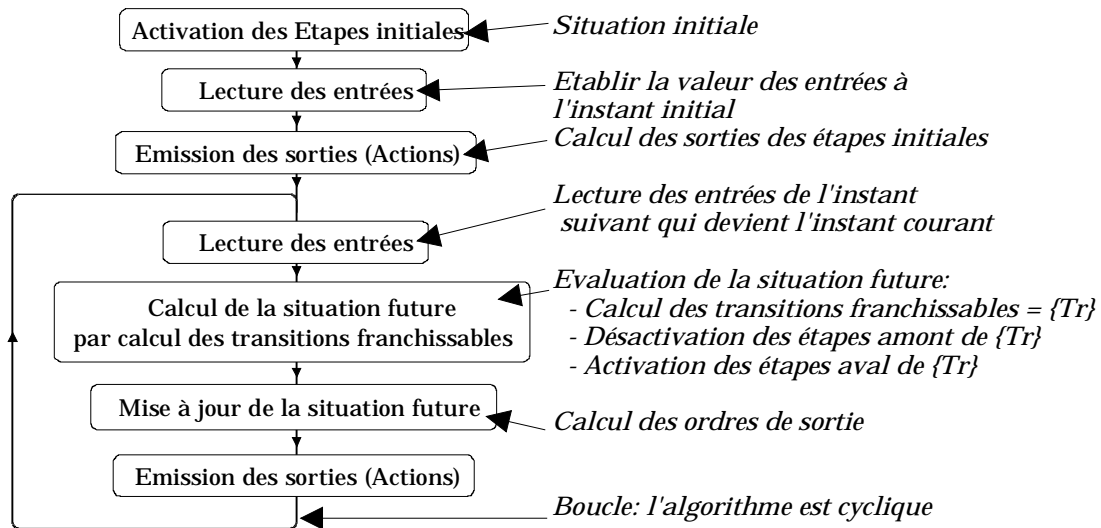 Activation des Etapes initiales
Situation initiale
Lecture des entrées
Etablir la valeur des entrées à
l'instant initial
Emission des sorties (Actions)
Calcul des sorties des étapes initiales
Lecture des entrées de l'instant
suivant qui devient l'instant courant
Lecture des entrées
Evaluation de la situation future:
- Calcul des transitions franchissables = {Tr}
- Désactivation des étapes amont de {Tr}
- Activation des étapes aval de {Tr}
Calcul de la situation future
par calcul des transitions franchissables
Mise à jour de la situation future
Calcul des ordres de sortie
Emission des sorties (Actions)
Boucle: l'algorithme est cyclique